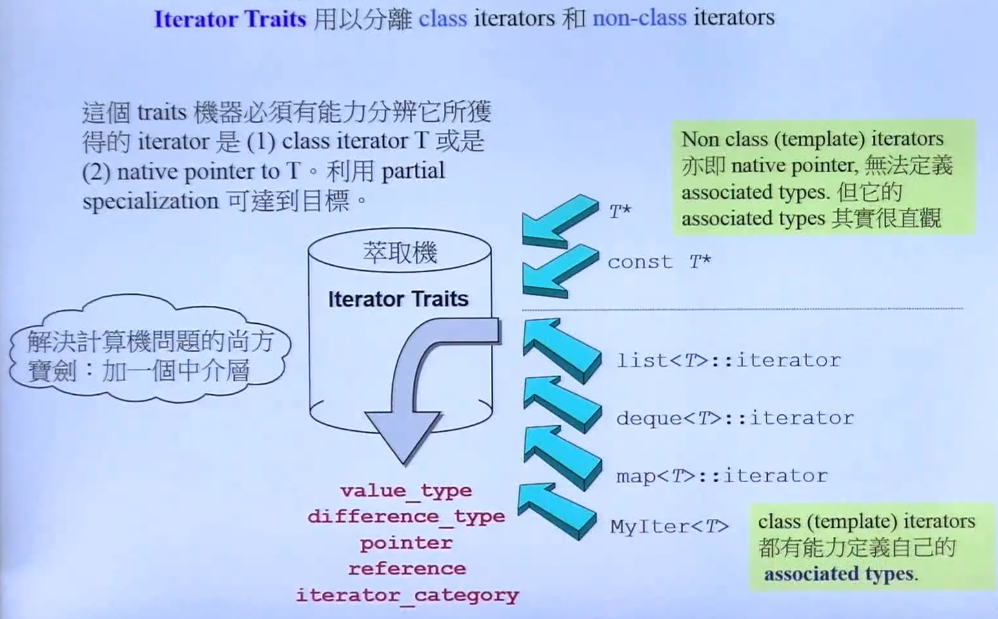 Iterator Traits 用以分離 class iterators 和 non-class iterators
這個 traits 機器必須有能力分辨它所獲
得的 iterator 是 (1) class iterator T 或是
(2) native pointer to T。利用 partial
specialization 可達到目標。
Non class (template) iterators
亦即 native pointer, 無法定義
associated types. 但它的
associated types 其實很直觀
T*
const T*
萃取機
Iterator Traits
解決計算機問題的尚方
寶劍：加一個中介層
list<T>::iterator
deque<T>::iterator
map<T>::iterator
MyIter<T>
class (template) iterators
都有能力定義自己的
associated types.
value_type
difference_type
pointer
reference
iterator_category